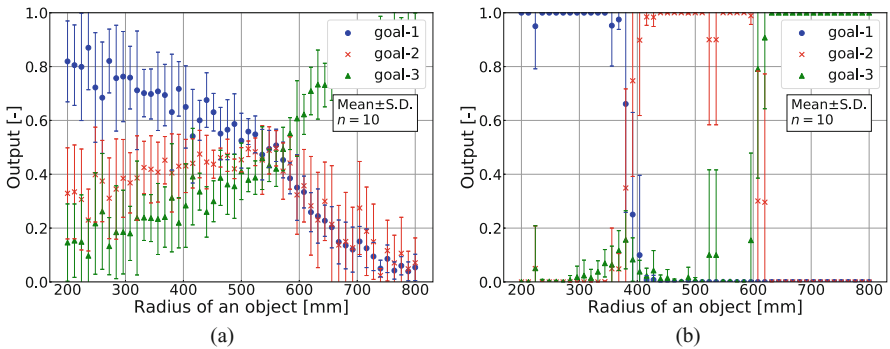 1.0
0.8
0.6
0.4
0.2
0.0
Output [-]
200 300 400 500 600 700 800
Radius of an object [mm]
goal-1
goal-2
goal-3
Mean±S.D.
n = 10
(a)
1.0
0.8
0.6
0.4
0.2
0.0
Output [-]
200 300 400 500 600 700 800
Radius of an object [mm]
goal-1
goal-2
goal-3
Mean±S.D.
n = 10
(b)